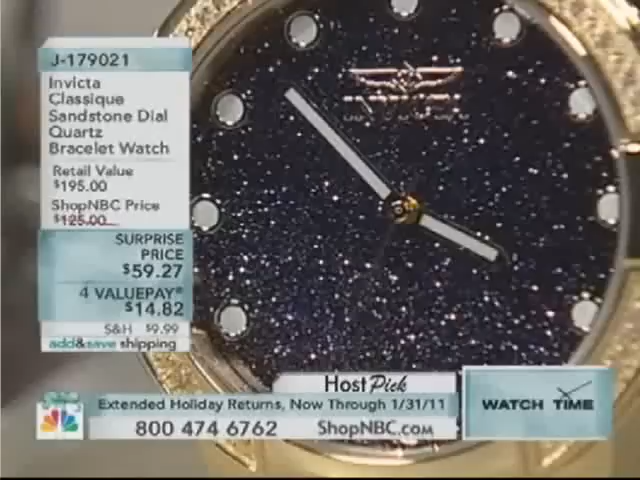 J-179021
Invicta
Classique
Sandstone Dial
Quartz
Bracelet Watch
Retail Value
$195.00
ShopNBC Price
$125.00
SURPRISE
PRICE
$59.27
4 VALUEPAY®
$14.82
S&H $9.99
add&save shipping
Host Pick
Extended Holiday Returns, Now Through 1/31/11
800 474 6762 ShopNBC.com
WATCH TIME